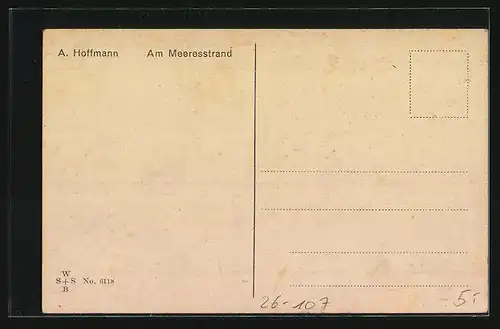 A. Hoffmann Am Meeresstrand
W
S+S No. 6118
B
26-107
-5-